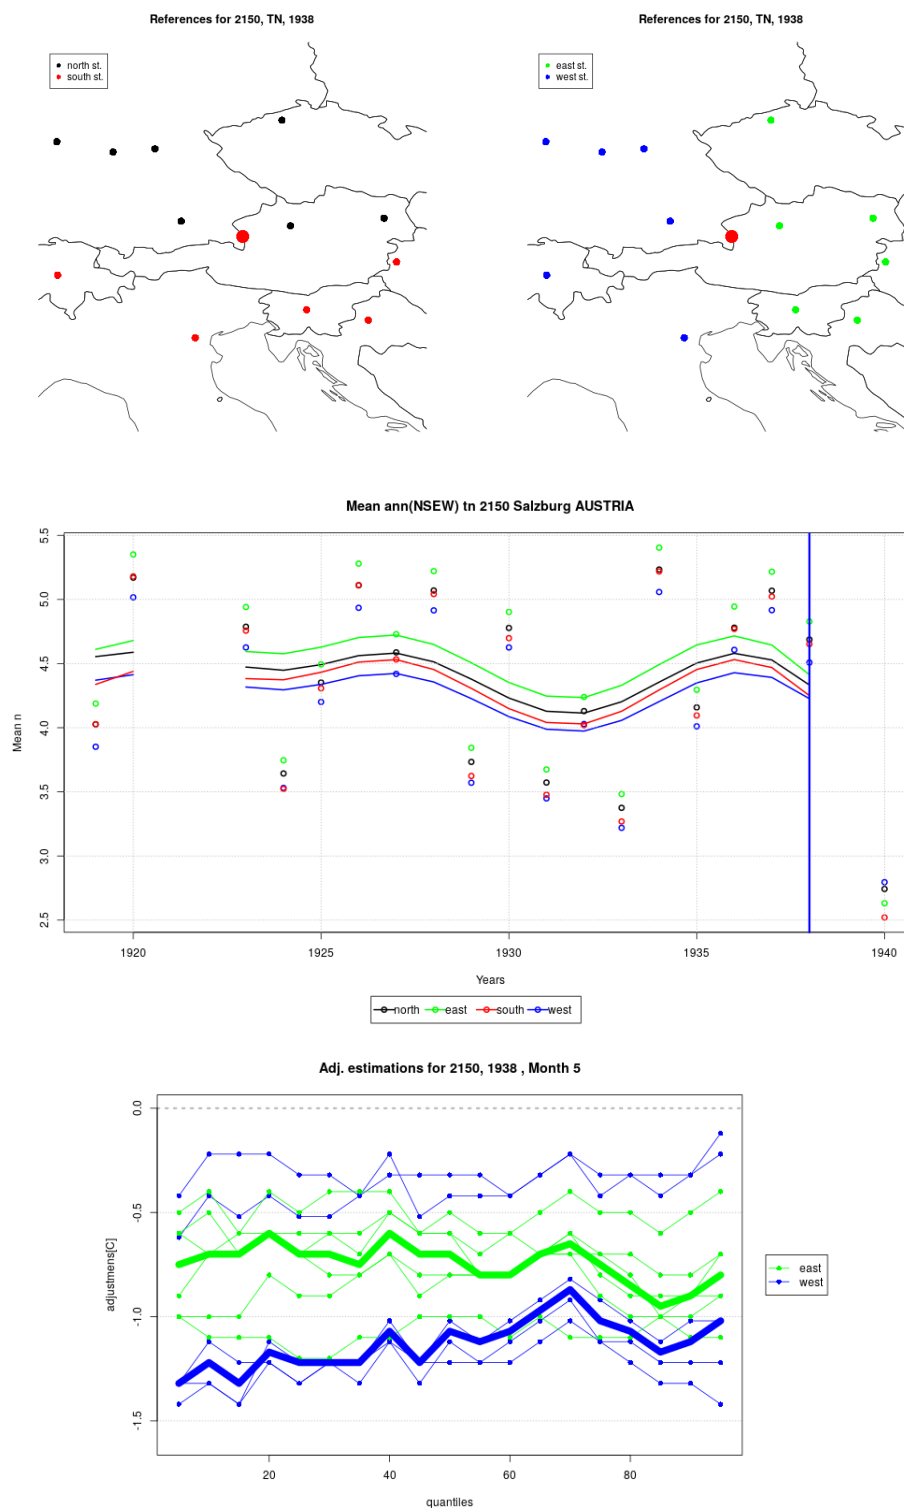 References for 2150, TN, 1938
north st.
south st.
References for 2150, TN, 1938
east st.
west st.
Mean ann(NSEW) tn 2150 Salzburg AUSTRIA
Mean n
5.5
5.0
4.5
4.0
3.5
3.0
2.5
1920 1925 1930 1935 1940
Years
north east south west
Adj. estimations for 2150, 1938 , Month 5
adjustmens[C]
0.0
-0.5
-1.0
-1.5
20 40 60 80
quantiles
east
west